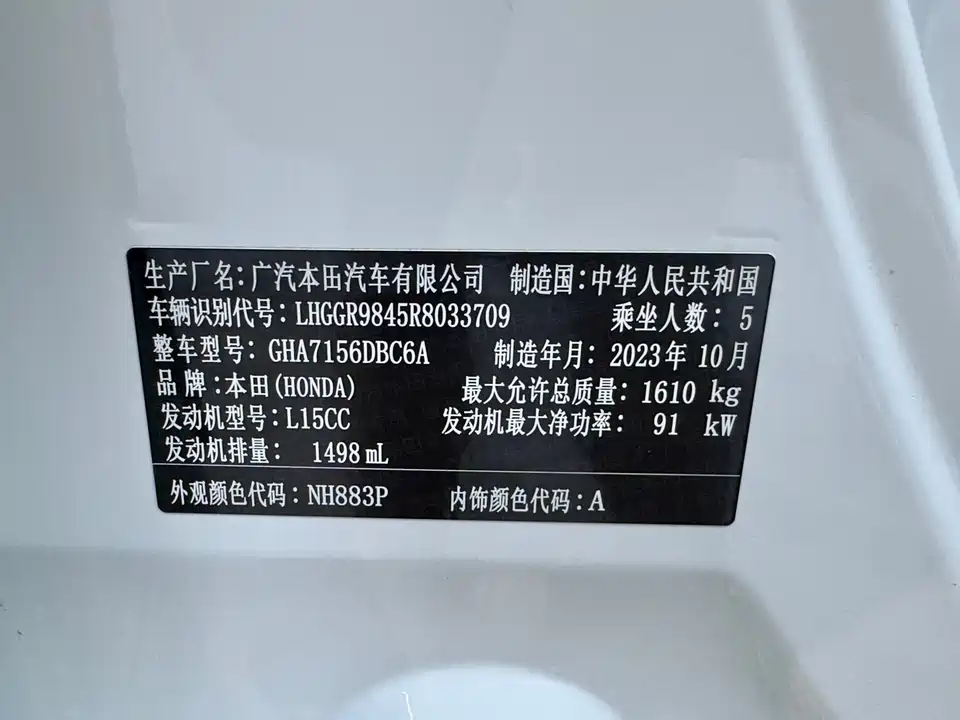 生产厂名:广汽本田汽车有限公司 制造国:中华人民共和国
车辆识别代号:LHGGR9845R8033709 乘坐人数:5
整车型号:GHA7156DBC6A 制造年月:2023年10月
品牌:本田(HONDA) 最大允许总质量:1610 kg
发动机型号:L15CC 发动机最大净功率: 91 kW
发动机排量: 1498 mL
外观颜色代码:NH883P 内饰颜色代码:A